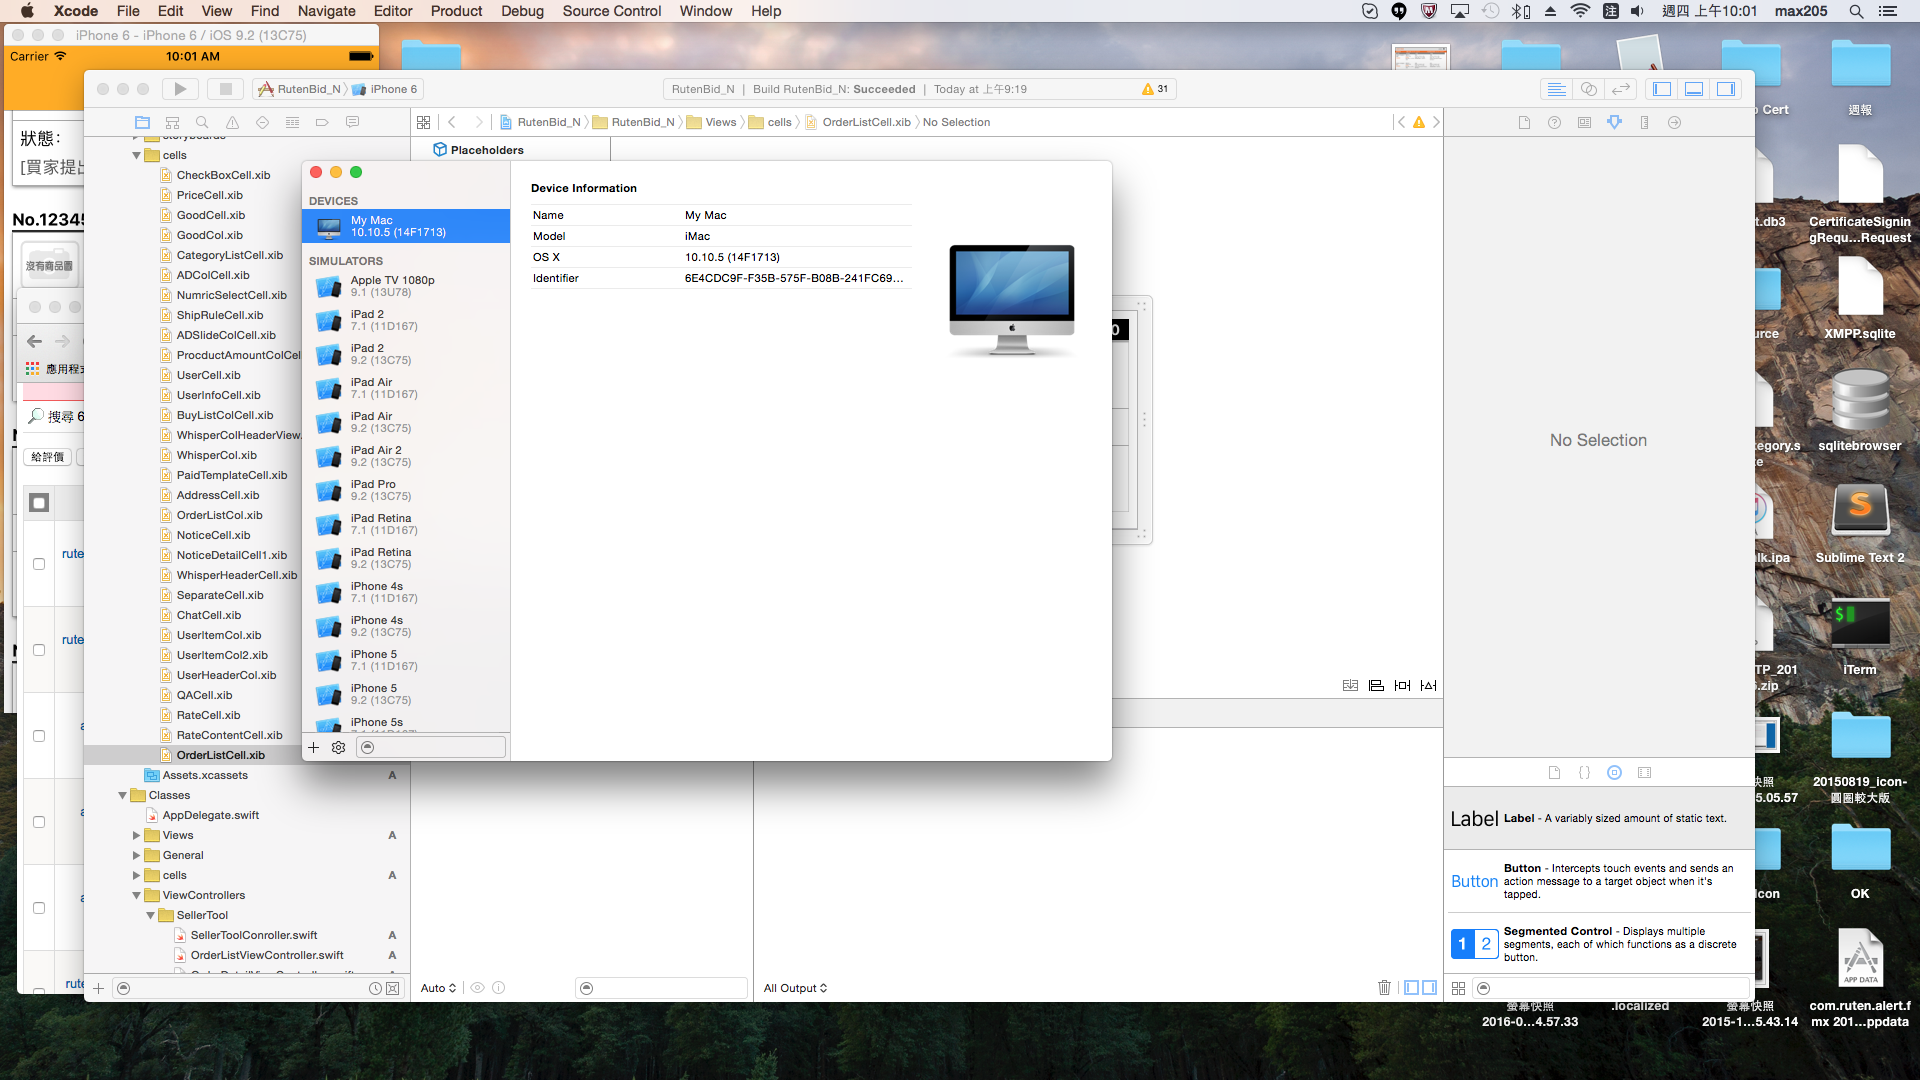 Xcode File Edit View Find Navigate Editor Product Debug Source Control Window Help
注 週四 上午10:01 max205
iPhone 6 - iPhone 6 / iOS 9.2 (13C75)
Carrier 10:01 AM
RutenBid_N iPhone 6
RutenBid_N | Build RutenBid_N: Succeeded | Today at 上午9:19
31
RutenBid_N RutenBid_N Views cells OrderListCell.xib No Selection
狀態:
[買家提出
No.12345
沒有商品圖
應用程式
搜尋 6
給評價
rute
rute
rute
cells
CheckBoxCell.xib
PriceCell.xib
GoodCell.xib
GoodCol.xib
CategoryListCell.xib
ADColCell.xib
NumricSelectCell.xib
ShipRuleCell.xib
ADSlideColCell.xib
ProcductAmountColCel
UserCell.xib
UserInfoCell.xib
BuyListColCell.xib
WhisperColHeaderView.
WhisperCol.xib
PaidTemplateCell.xib
AddressCell.xib
OrderListCol.xib
NoticeCell.xib
NoticeDetailCell1.xib
WhisperHeaderCell.xib
SeparateCell.xib
ChatCell.xib
UserItemCol.xib
UserItemCol2.xib
UserHeaderCol.xib
QACell.xib
RateCell.xib
RateContentCell.xib
OrderListCell.xib
Assets.xcassets A
Classes
AppDelegate.swift
Views A
General
cells A
ViewControllers
SellerTool
SellerToolConroller.swift A
OrderListViewController.swift A
Placeholders
DEVICES
My Mac
10.10.5 (14F1713)
SIMULATORS
Apple TV 1080p
9.1 (13U78)
iPad 2
7.1 (11D167)
iPad 2
9.2 (13C75)
iPad Air
7.1 (11D167)
iPad Air
9.2 (13C75)
iPad Air 2
9.2 (13C75)
iPad Pro
9.2 (13C75)
iPad Retina
7.1 (11D167)
iPad Retina
9.2 (13C75)
iPhone 4s
7.1 (11D167)
iPhone 4s
9.2 (13C75)
iPhone 5
7.1 (11D167)
iPhone 5
9.2 (13C75)
iPhone 5s
Device Information
Name My Mac
Model iMac
OS X 10.10.5 (14F1713)
Identifier 6E4CDC9F-F35B-575F-B08B-241FC69...
0
Auto
All Output
No Selection
Label Label - A variably sized amount of static text.
Button Button - Intercepts touch events and sends an
action message to a target object when it's
tapped.
1 2 Segmented Control - Displays multiple
segments, each of which functions as a discrete
button.
Cert
週報
t.db3
CertificateSignin
gRequ...Request
urce
XMPP.sqlite
tegory.s
te
sqlitebrowser
S
lk.ipa
Sublime Text 2
$
TP_201
.zip
iTerm
快照
5.05.57
20150819_icon-
圓圈較大版
Icon
OK
APP DATA
螢幕快照
2016-0...4.57.33
.localized
螢幕快照
2015-1...5.43.14
com.ruten.alert.f
mx 201...ppdata